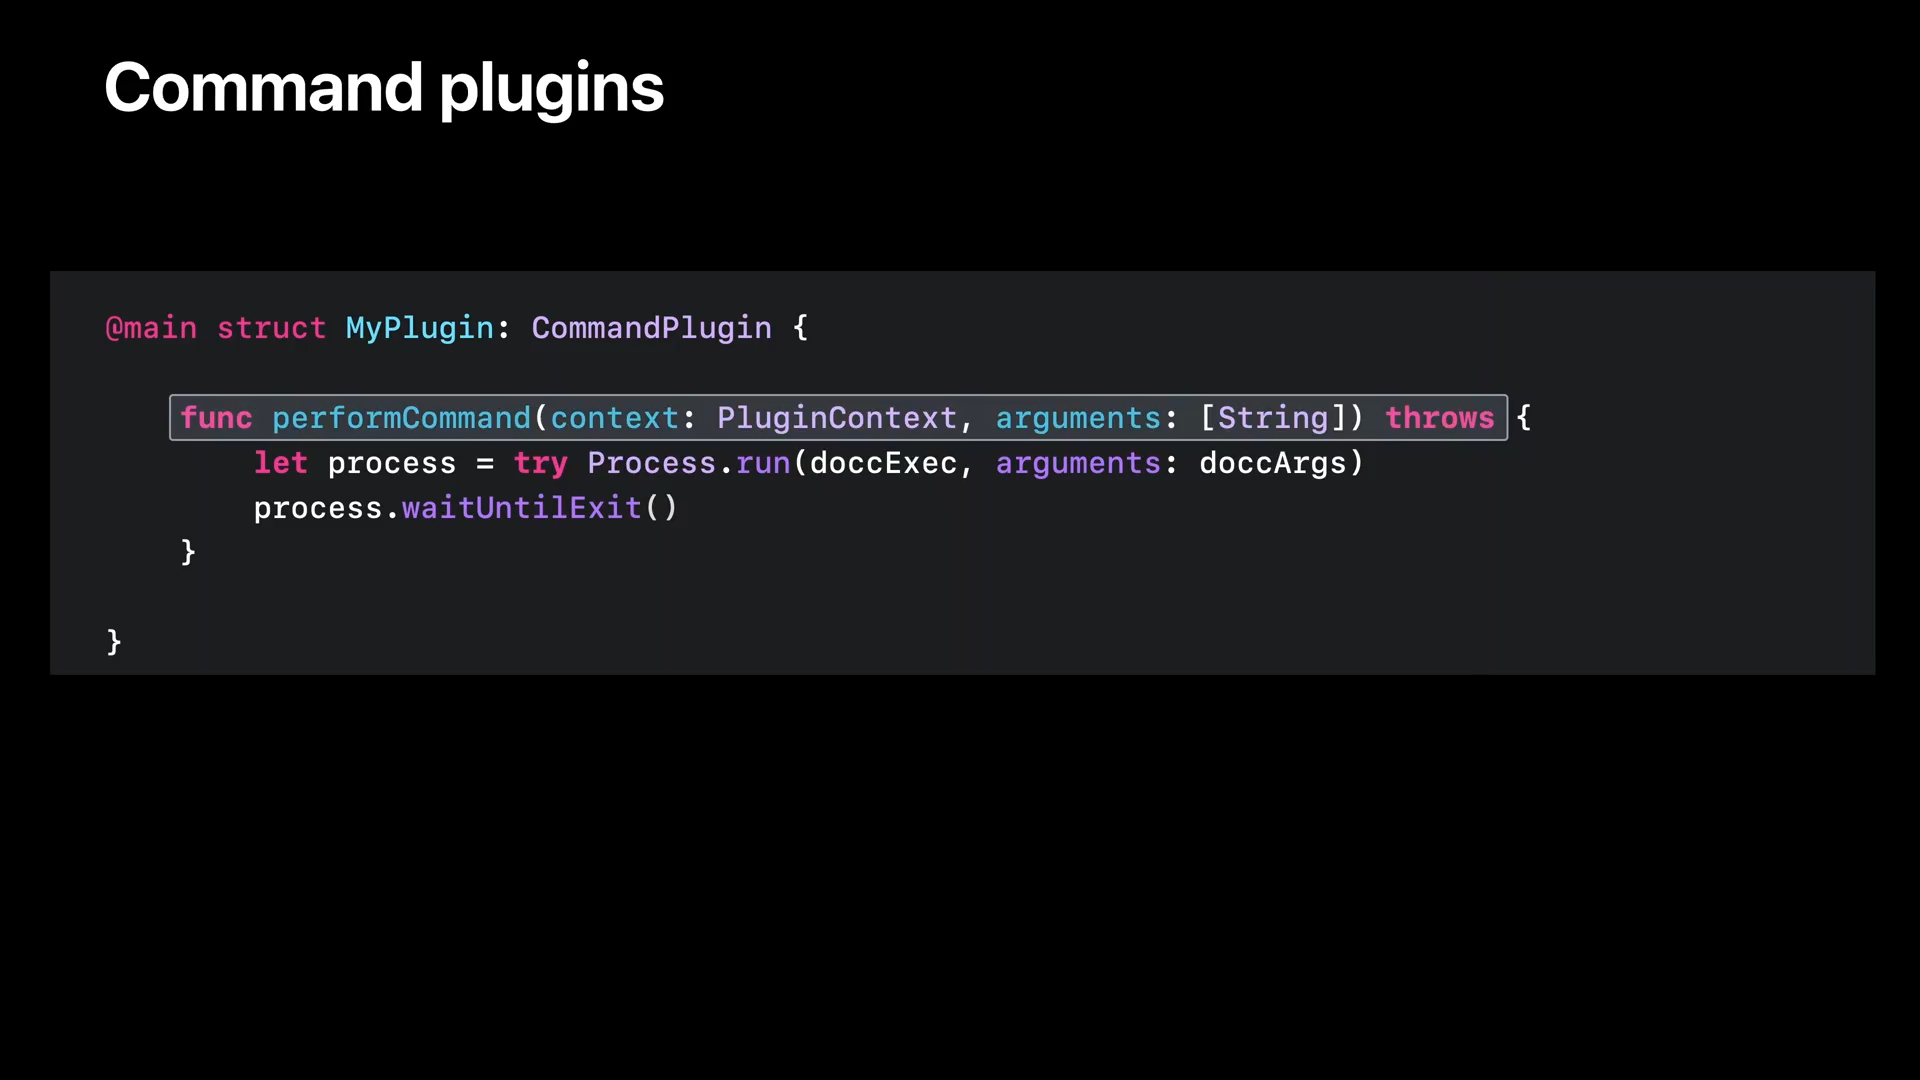 Command plugins
@main struct MyPlugin: CommandPlugin {
func performCommand(context: PluginContext, arguments: [String]) throws {
let process = try Process.run(doccExec, arguments: doccArgs)
process.waitUntilExit()
}
}